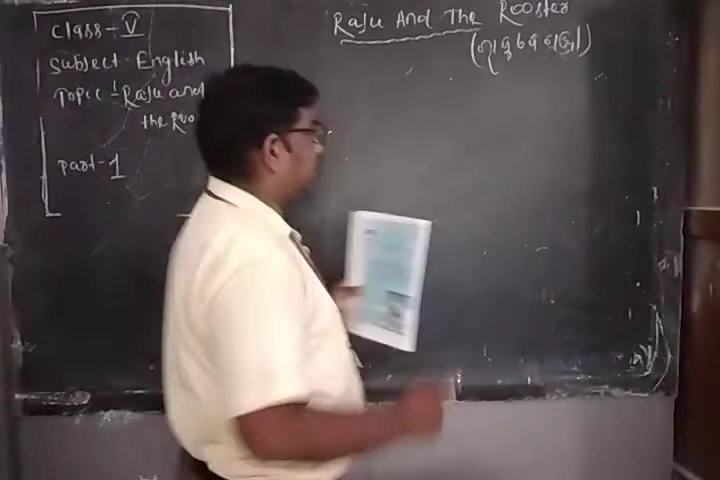 Class - V
Subject - English
Topic : Raju and
the Roo
Part - 1
Raju And The Rooster